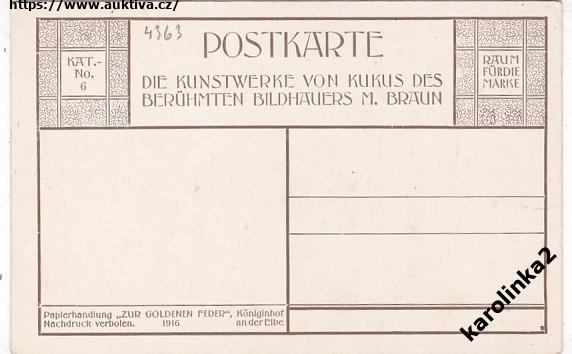 https://www.auktiva.cz/
4363
KAT.-
No.
6
POSTKARTE
DIE KUNSTWERKE VON KUKUS DES
BERÜHMTEN BILDHAUERS M. BRAUN
RAUM
FÜR DIE
MARKE
Papierhandlung „ZUR GOLDENEN FEDER", Königinhof
Nachdruck verboten. 1916 an der Elbe
karolinka2